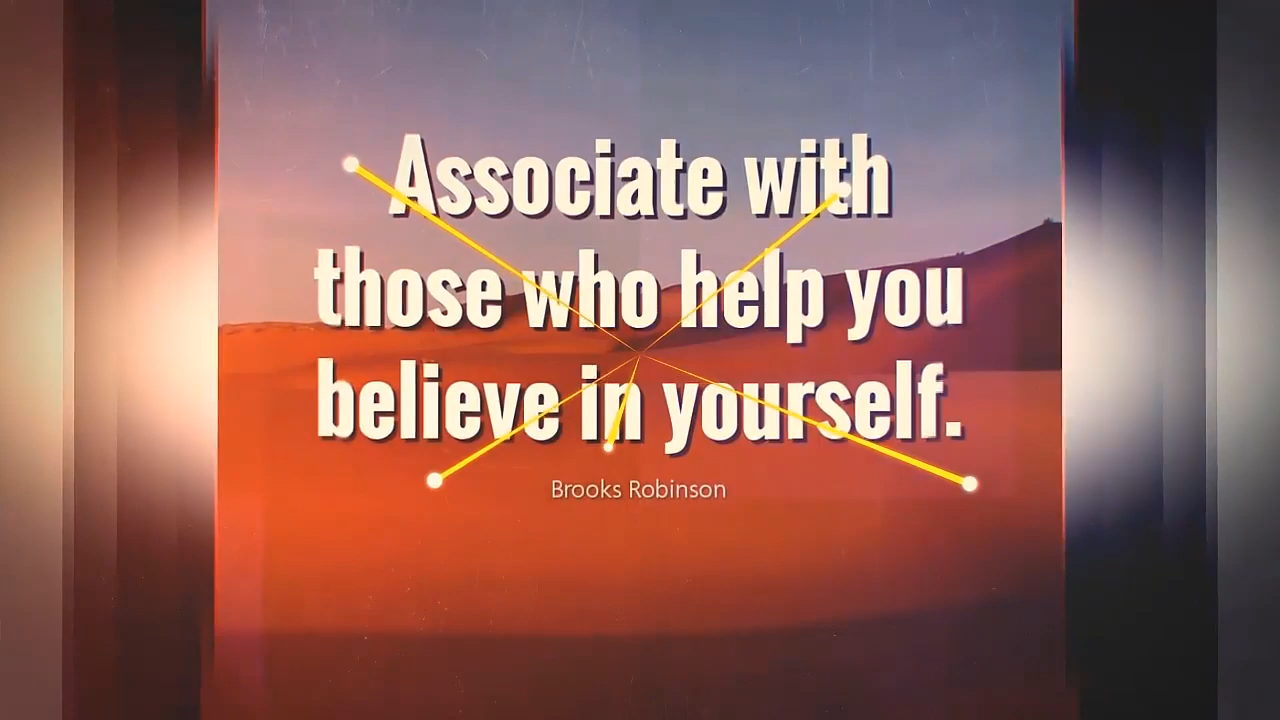 Associate with
those who help you
believe in yourself.
Brooks Robinson